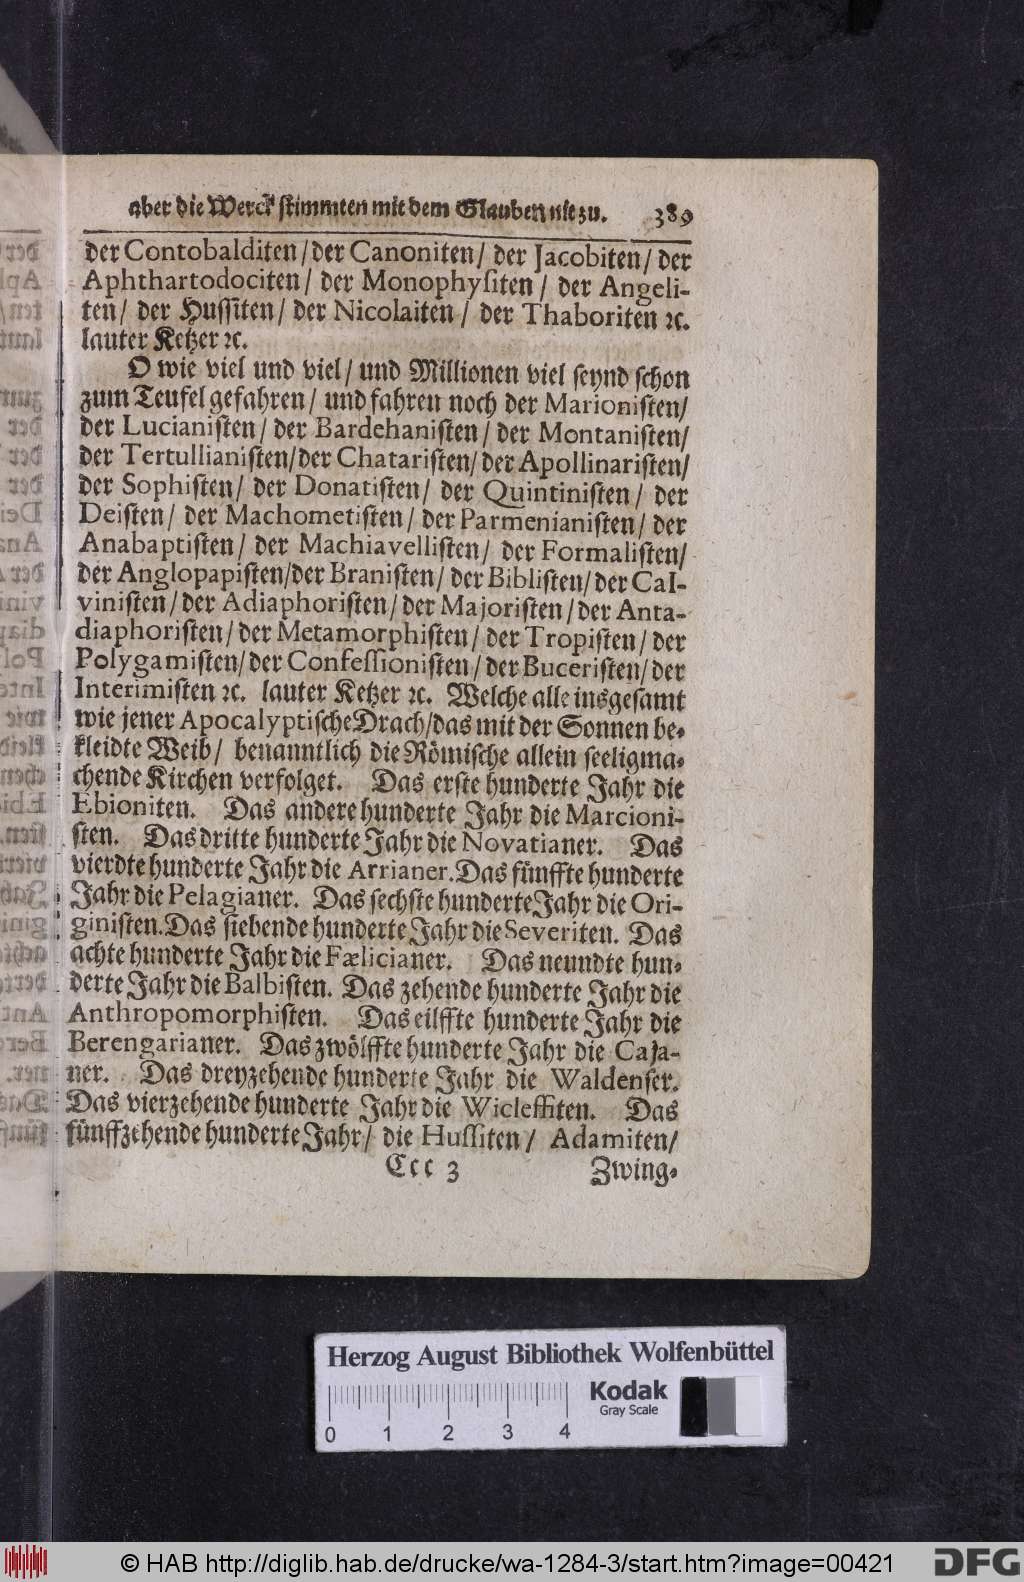 aber die Werck stimmten mit dem Glauben nie zu. 389
der Contobalditen/ der Canoniten/ der Jacobiten/ der
Aphthartodociten/ der Monophysiten/ der Angeli-
ten/ der Hussiten/ der Nicolaiten/ der Thaboriten ꝛc.
lauter Ketzer ꝛc.
O wie viel und viel/ und Millionen viel seynd schon
zum Teufel gefahren/ und fahren noch der Marionisten/
der Lucianisten/ der Bardehanisten/ der Montanisten/
der Tertullianisten/ der Chataristen/ der Apollinaristen/
der Sophisten/ der Donatisten/ der Quintinisten/ der
Deisten/ der Machometisten/ der Parmenianisten/ der
Anabaptisten/ der Machiavellisten/ der Formalisten/
der Anglopapisten/ der Branisten/ der Biblisten/ der Cal-
vinisten/ der Adiaphoristen/ der Majoristen/ der Anta-
diaphoristen/ der Metamorphisten/ der Tropisten/ der
Polygamisten/ der Confessionisten/ der Buceristen/ der
Interimisten ꝛc. lauter Ketzer ꝛc. Welche alle insgesamt
wie jener Apocalyptische Drach/ das mit der Sonnen be-
kleidte Weib/ benanntlich die Römische allein seeligma-
chende Kirchen verfolget. Das erste hunderte Jahr die
Ebioniten. Das andere hunderte Jahr die Marcioni-
sten. Das dritte hunderte Jahr die Novatianer. Das
vierdte hunderte Jahr die Arrianer. Das fünffte hunderte
Jahr die Pelagianer. Das sechste hunderte Jahr die Ori-
ginisten. Das siebende hunderte Jahr die Severiten. Das
achte hunderte Jahr die Fælicianer. Das neundte hun-
derte Jahr die Balbisten. Das zehende hunderte Jahr die
Anthropomorphisten. Das eilffte hunderte Jahr die
Berengarianer. Das zwölffte hunderte Jahr die Caja-
ner. Das dreyzehende hunderte Jahr die Waldenser.
Das vierzehende hunderte Jahr die Wicleffiten. Das
fünffzehende hunderte Jahr/ die Hussiten/ Adamiten/
Ccc 3 Zwing-
Herzog August Bibliothek Wolfenbüttel
Kodak
Gray Scale
0 1 2 3 4
© HAB http://diglib.hab.de/drucke/wa-1284-3/start.htm?image=00421
DFG